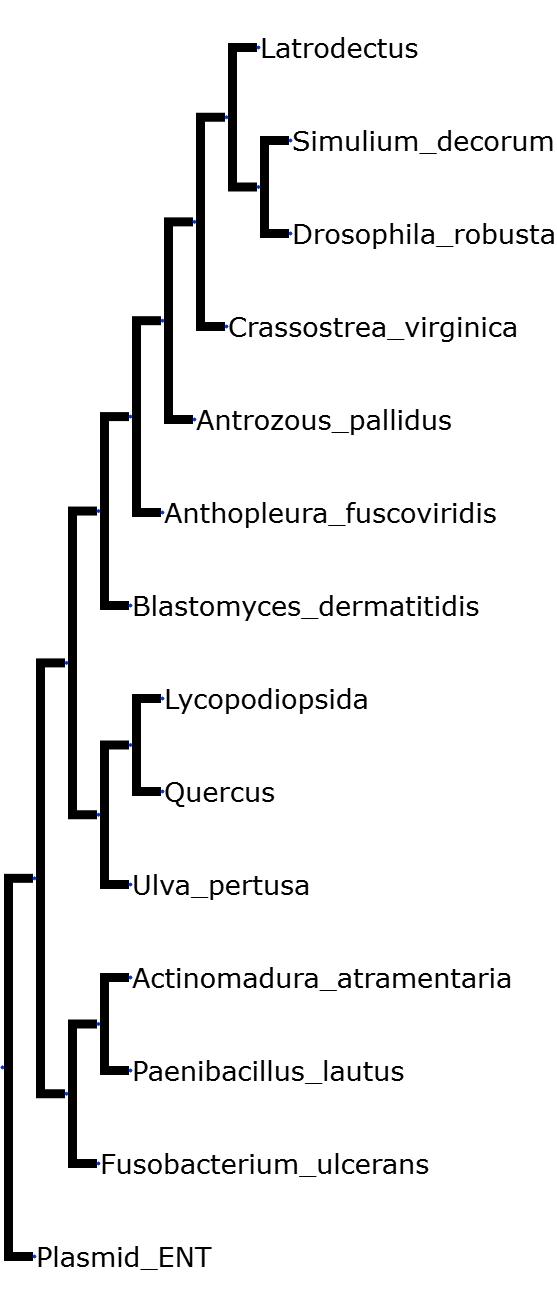 Latrodectus
Simulium_decorum
Drosophila_robusta
Crassostrea_virginica
Antrozous_pallidus
Anthopleura_fuscoviridis
Blastomyces_dermatitidis
Lycopodiopsida
Quercus
Ulva_pertusa
Actinomadura_atramentaria
Paenibacillus_lautus
Fusobacterium_ulcerans
Plasmid_ENT